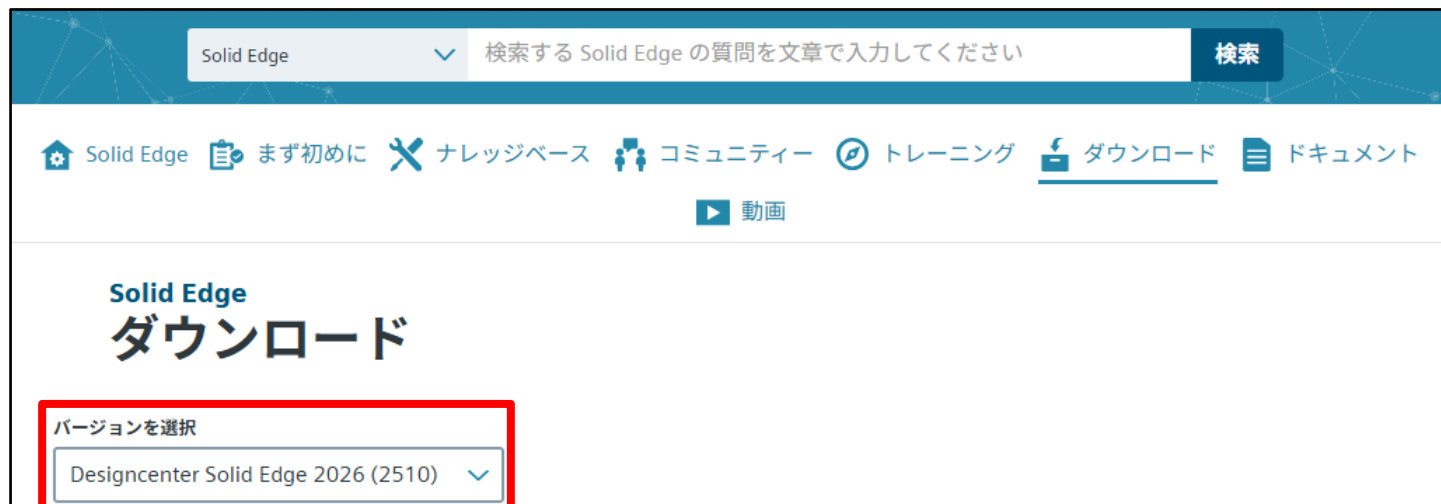 Solid Edge 検索する Solid Edge の質問を文章で入力してください 検索
Solid Edge まず初めに ナレッジベース コミュニティー トレーニング ダウンロード ドキュメント
動画
Solid Edge
ダウンロード
バージョンを選択
Designcenter Solid Edge 2026 (2510)